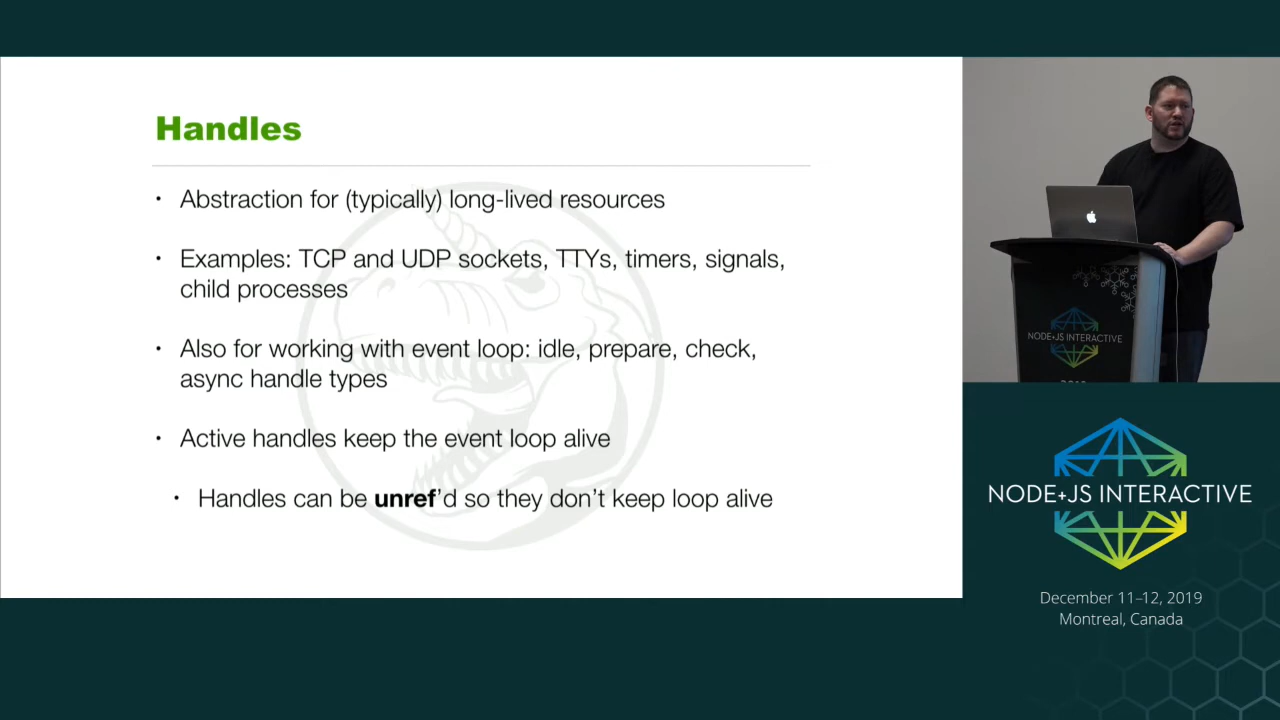 Handles
• Abstraction for (typically) long-lived resources
• Examples: TCP and UDP sockets, TTYs, timers, signals,
child processes
• Also for working with event loop: idle, prepare, check,
async handle types
• Active handles keep the event loop alive
• Handles can be unref’d so they don’t keep loop alive
NODE+JS INTERACTIVE
NODE+JS INTERACTIVE
December 11–12, 2019
Montreal, Canada